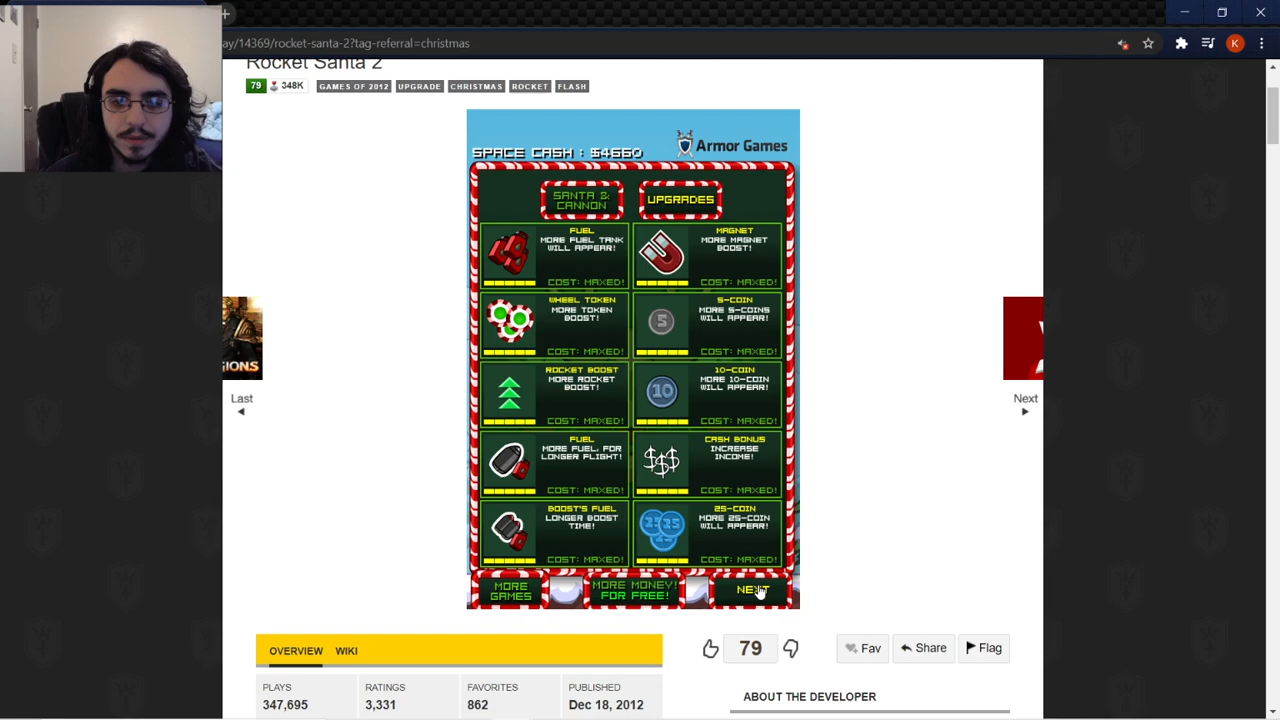 ay/14369/rocket-santa-2?tag-referral=christmas
K
Rocket Santa 2
79 348K GAMES OF 2012 UPGRADE CHRISTMAS ROCKET FLASH
SPACE CASH : $4660
Armor Games
SANTA &
CANNON
UPGRADES
FUEL
MORE FUEL TANK
WILL APPEAR!
COST: MAXED!
MAGNET
MORE MAGNET
BOOST!
COST: MAXED!
WHEEL TOKEN
MORE TOKEN
BOOST!
COST: MAXED!
5
5-COIN
MORE 5-COINS
WILL APPEAR!
COST: MAXED!
ROCKET BOOST
MORE ROCKET
BOOST!
COST: MAXED!
10
10-COIN
MORE 10-COIN
WILL APPEAR!
COST: MAXED!
FUEL
MORE FUEL, FOR
LONGER FLIGHT!
COST: MAXED!
$$$
CASH BONUS
INCREASE
INCOME!
COST: MAXED!
BOOST'S FUEL
LONGER BOOST
TIME!
COST: MAXED!
25 25
25
25-COIN
MORE 25-COIN
WILL APPEAR!
COST: MAXED!
MORE
GAMES
MORE MONEY!
FOR FREE!
NEXT
IONS
Last
Next
OVERVIEW WIKI
79
Fav Share Flag
PLAYS
347,695
RATINGS
3,331
FAVORITES
862
PUBLISHED
Dec 18, 2012
ABOUT THE DEVELOPER